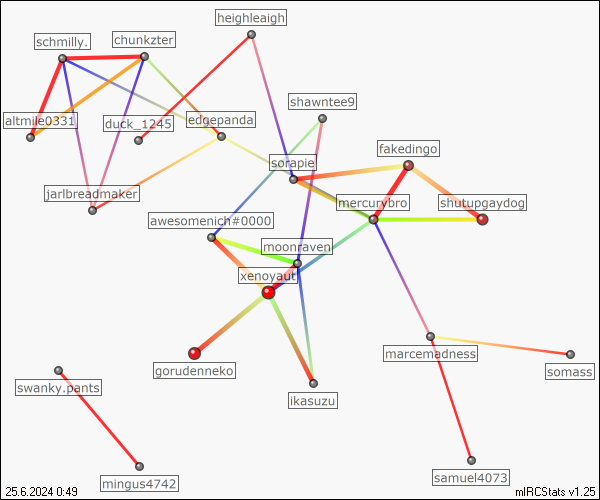 heighleaigh
schmilly.
chunkzter
shawntee9
altmile0331
duck_1245
edgepanda
fakedingo
sorapie
jarlbreadmaker
mercurybro
shutupgaydog
awesomenich#0000
moonraven
xenoyaut
marcemadness
gorudenneko
somass
swanky.pants
ikasuzu
samuel4073
mingus4742
25.6.2024 0:49
mIRCStats v1.25